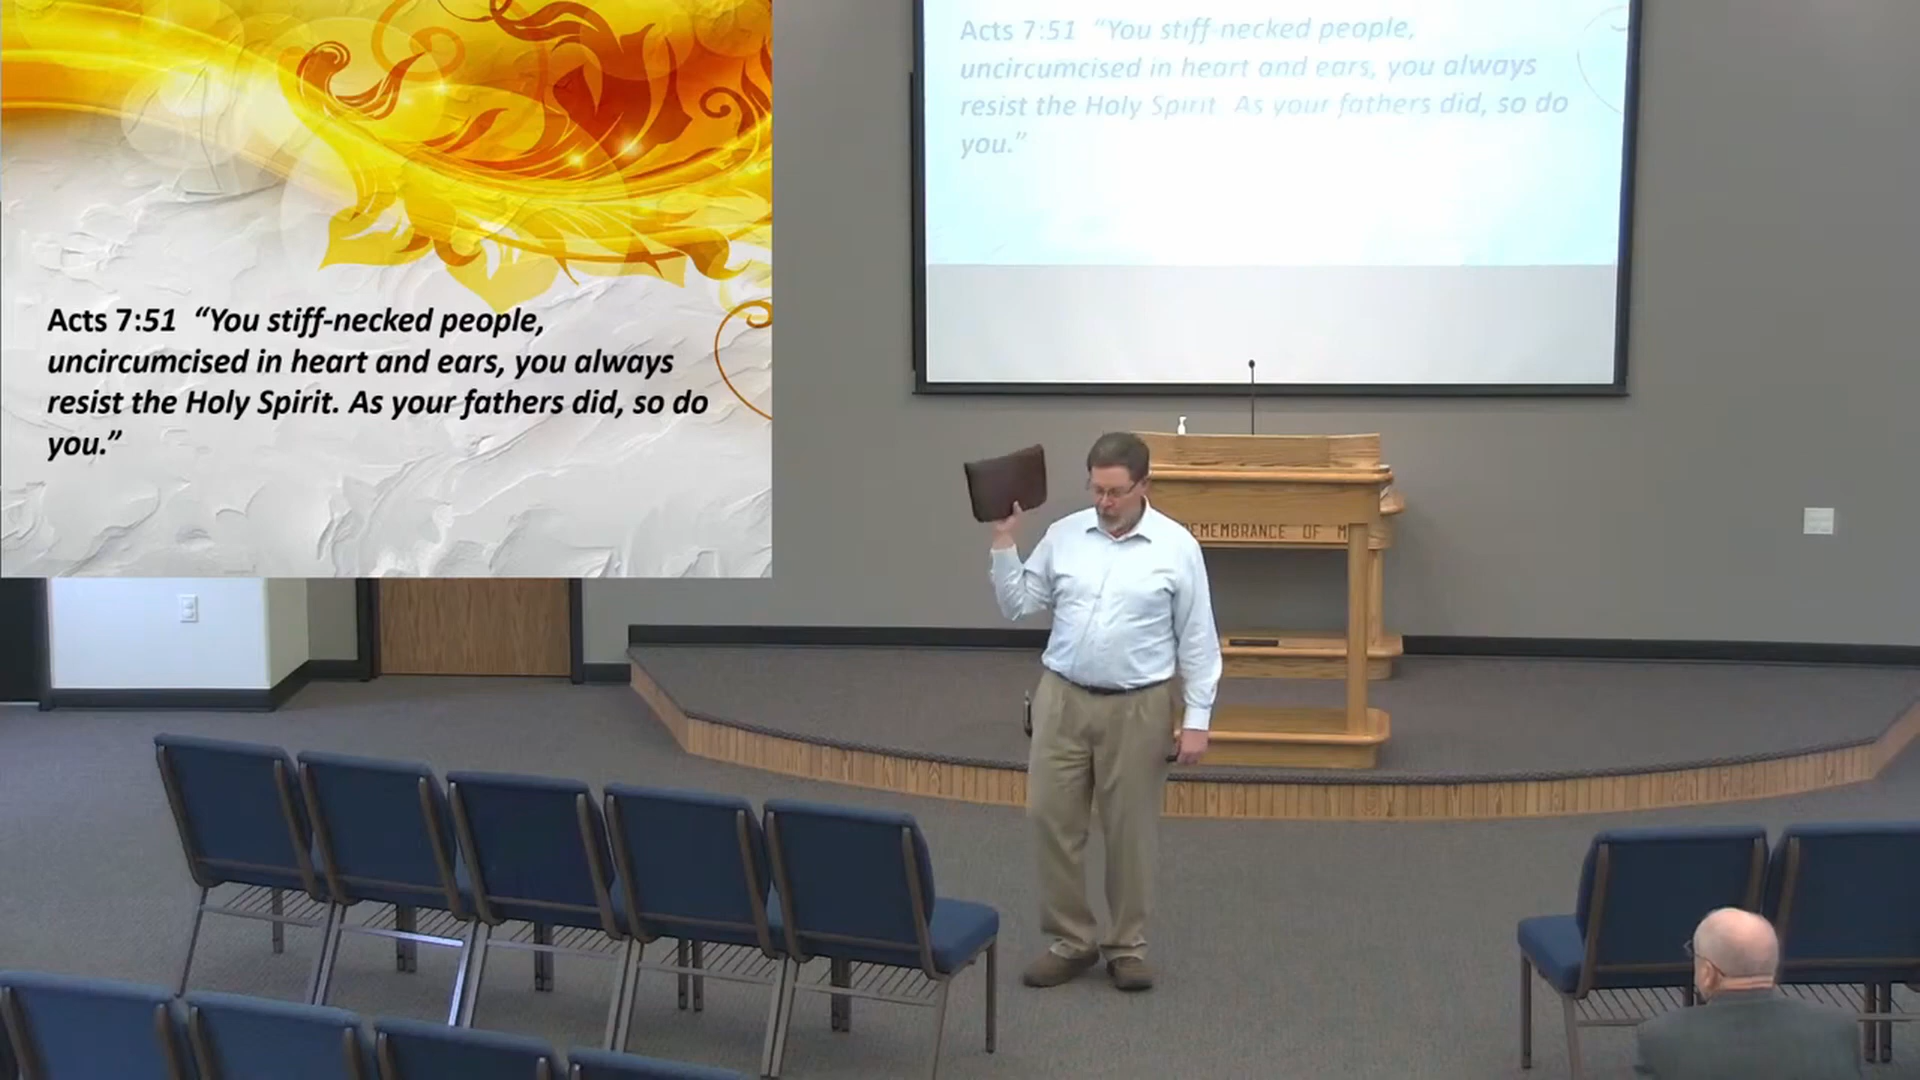 Acts 7:51 “You stiff-necked people,
uncircumcised in heart and ears, you always
resist the Holy Spirit. As your fathers did, so do
you.”
Acts 7:51 “You stiff-necked people,
uncircumcised in heart and ears, you always
resist the Holy Spirit. As your fathers did, so do
you.”
REMEMBRANCE OF M